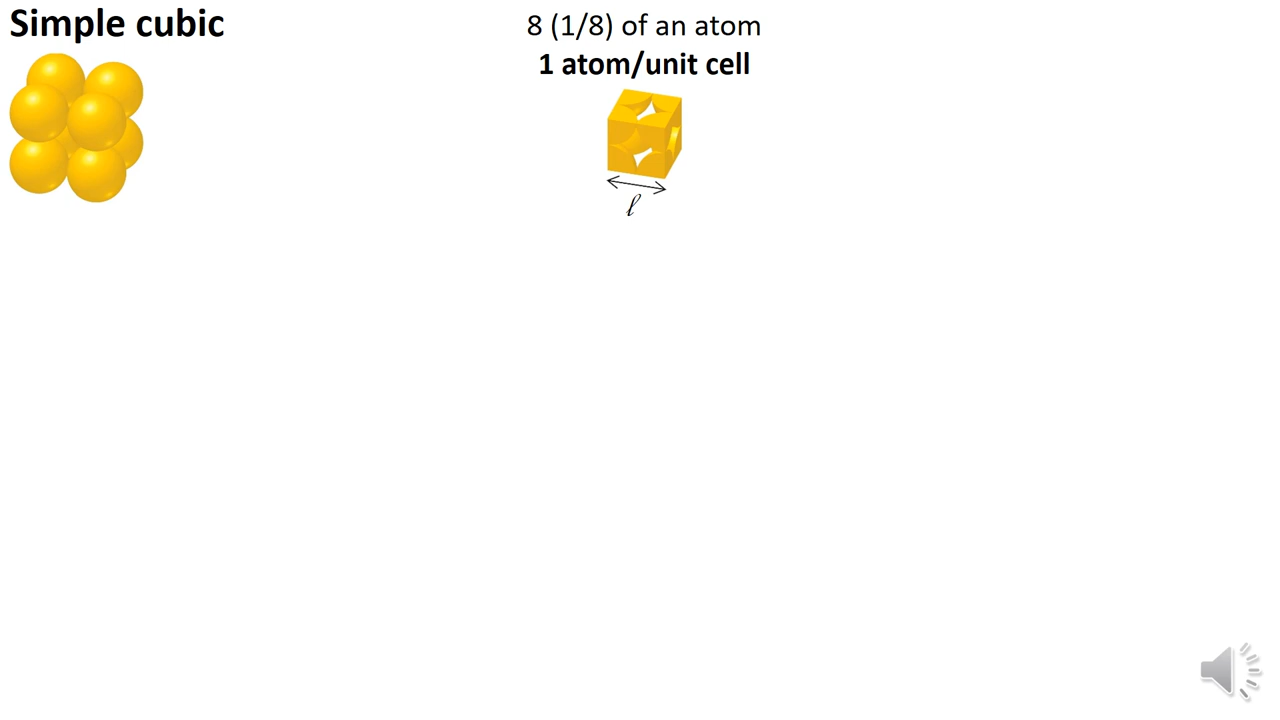 Simple cubic
8 (1/8) of an atom
1 atom/unit cell
ℓ